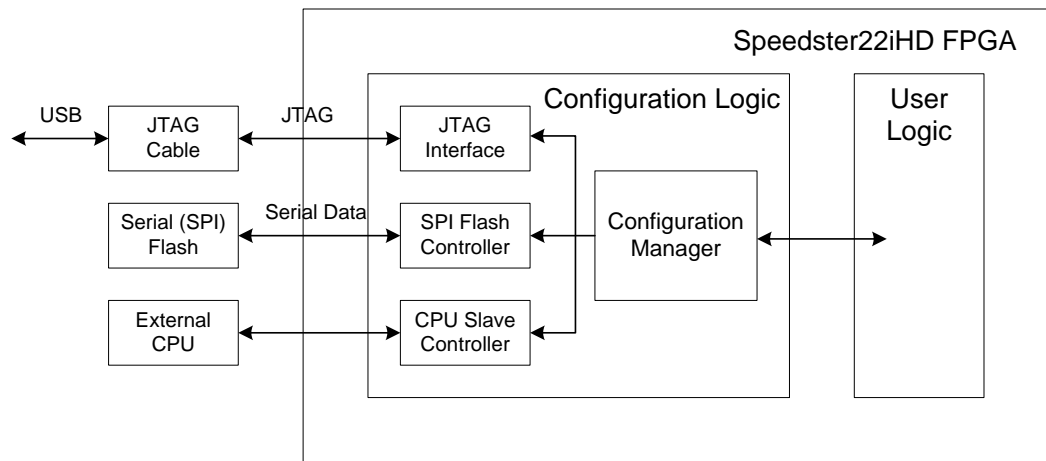 Speedster22iHD FPGA
Configuration Logic
User
Logic
USB
JTAG
Cable
JTAG
JTAG
Interface
Serial (SPI)
Flash
Serial Data
SPI Flash
Controller
Configuration
Manager
External
CPU
CPU Slave
Controller